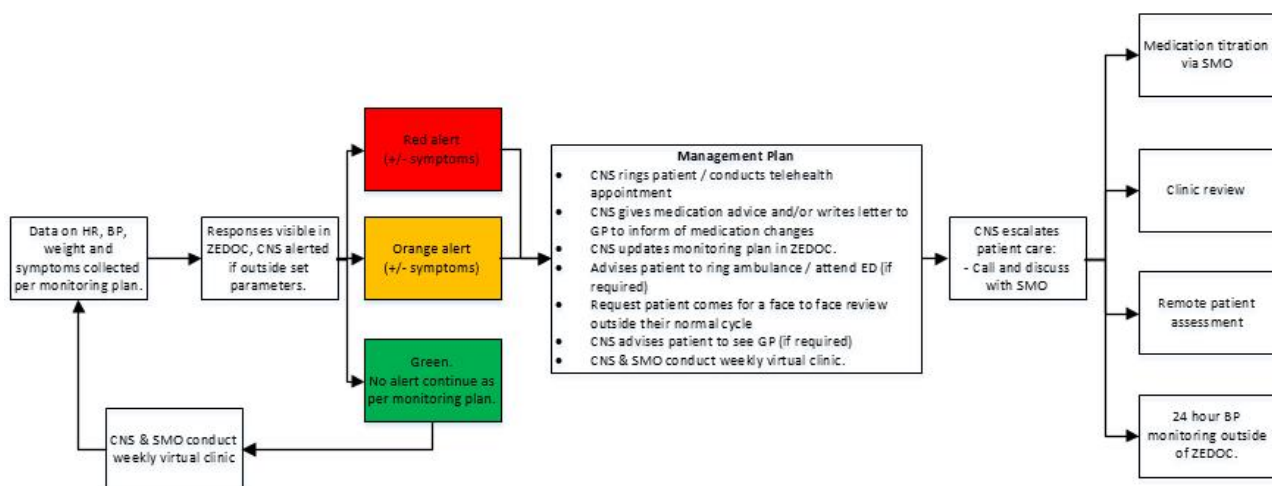 Data on HR, BP,
weight and
symptoms collected
per monitoring plan.
Responses visible in
ZEDOC, CNS alerted
if outside set
parameters.
Red alert
(+/- symptoms)
Orange alert
(+/- symptoms)
Green.
No alert continue as
per monitoring plan.
CNS & SMO conduct
weekly virtual clinic
Management Plan
• CNS rings patient / conducts telehealth
appointment
• CNS gives medication advice and/or writes letter to
GP to inform of medication changes
• CNS updates monitoring plan in ZEDOC.
• Advises patient to ring ambulance / attend ED (if
required)
• Request patient comes for a face to face review
outside their normal cycle
• CNS advises patient to see GP (if required)
• CNS & SMO conduct weekly virtual clinic.
CNS escalates
patient care:
- Call and discuss
with SMO
Medication titration
via SMO
Clinic review
Remote patient
assessment
24 hour BP
monitoring outside
of ZEDOC.